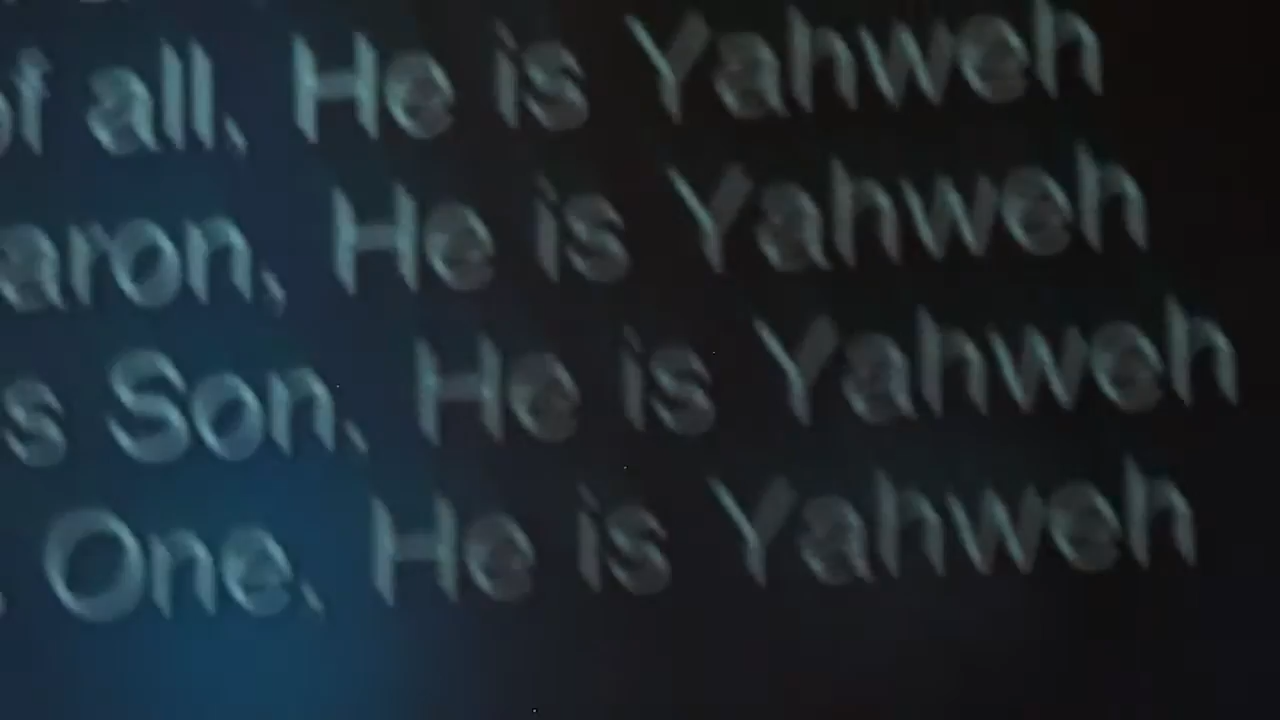 of all, He is Yahweh
aron, He is Yahweh
s Son, He is Yahweh
One, He is Yahweh